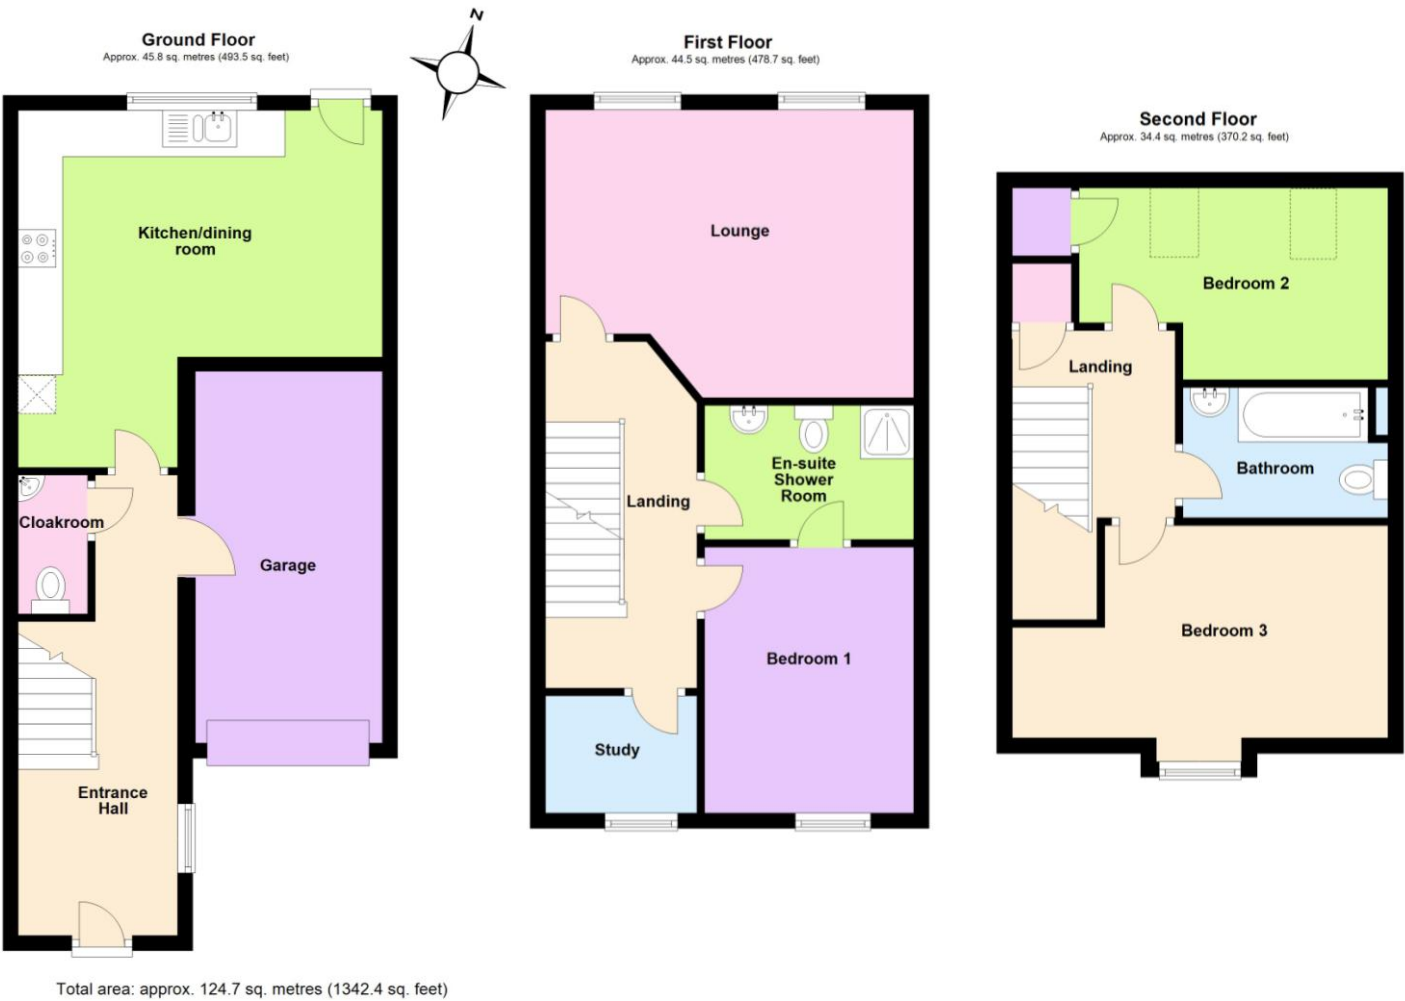 N
Ground Floor
Approx. 45.8 sq. metres (493.5 sq. feet)
Kitchen/dining
room
Cloakroom
Garage
Entrance
Hall
First Floor
Approx. 44.5 sq. metres (478.7 sq. feet)
Lounge
En-suite
Shower
Room
Landing
Bedroom 1
Study
Second Floor
Approx. 34.4 sq. metres (370.2 sq. feet)
Bedroom 2
Landing
Bathroom
Bedroom 3
Total area: approx. 124.7 sq. metres (1342.4 sq. feet)